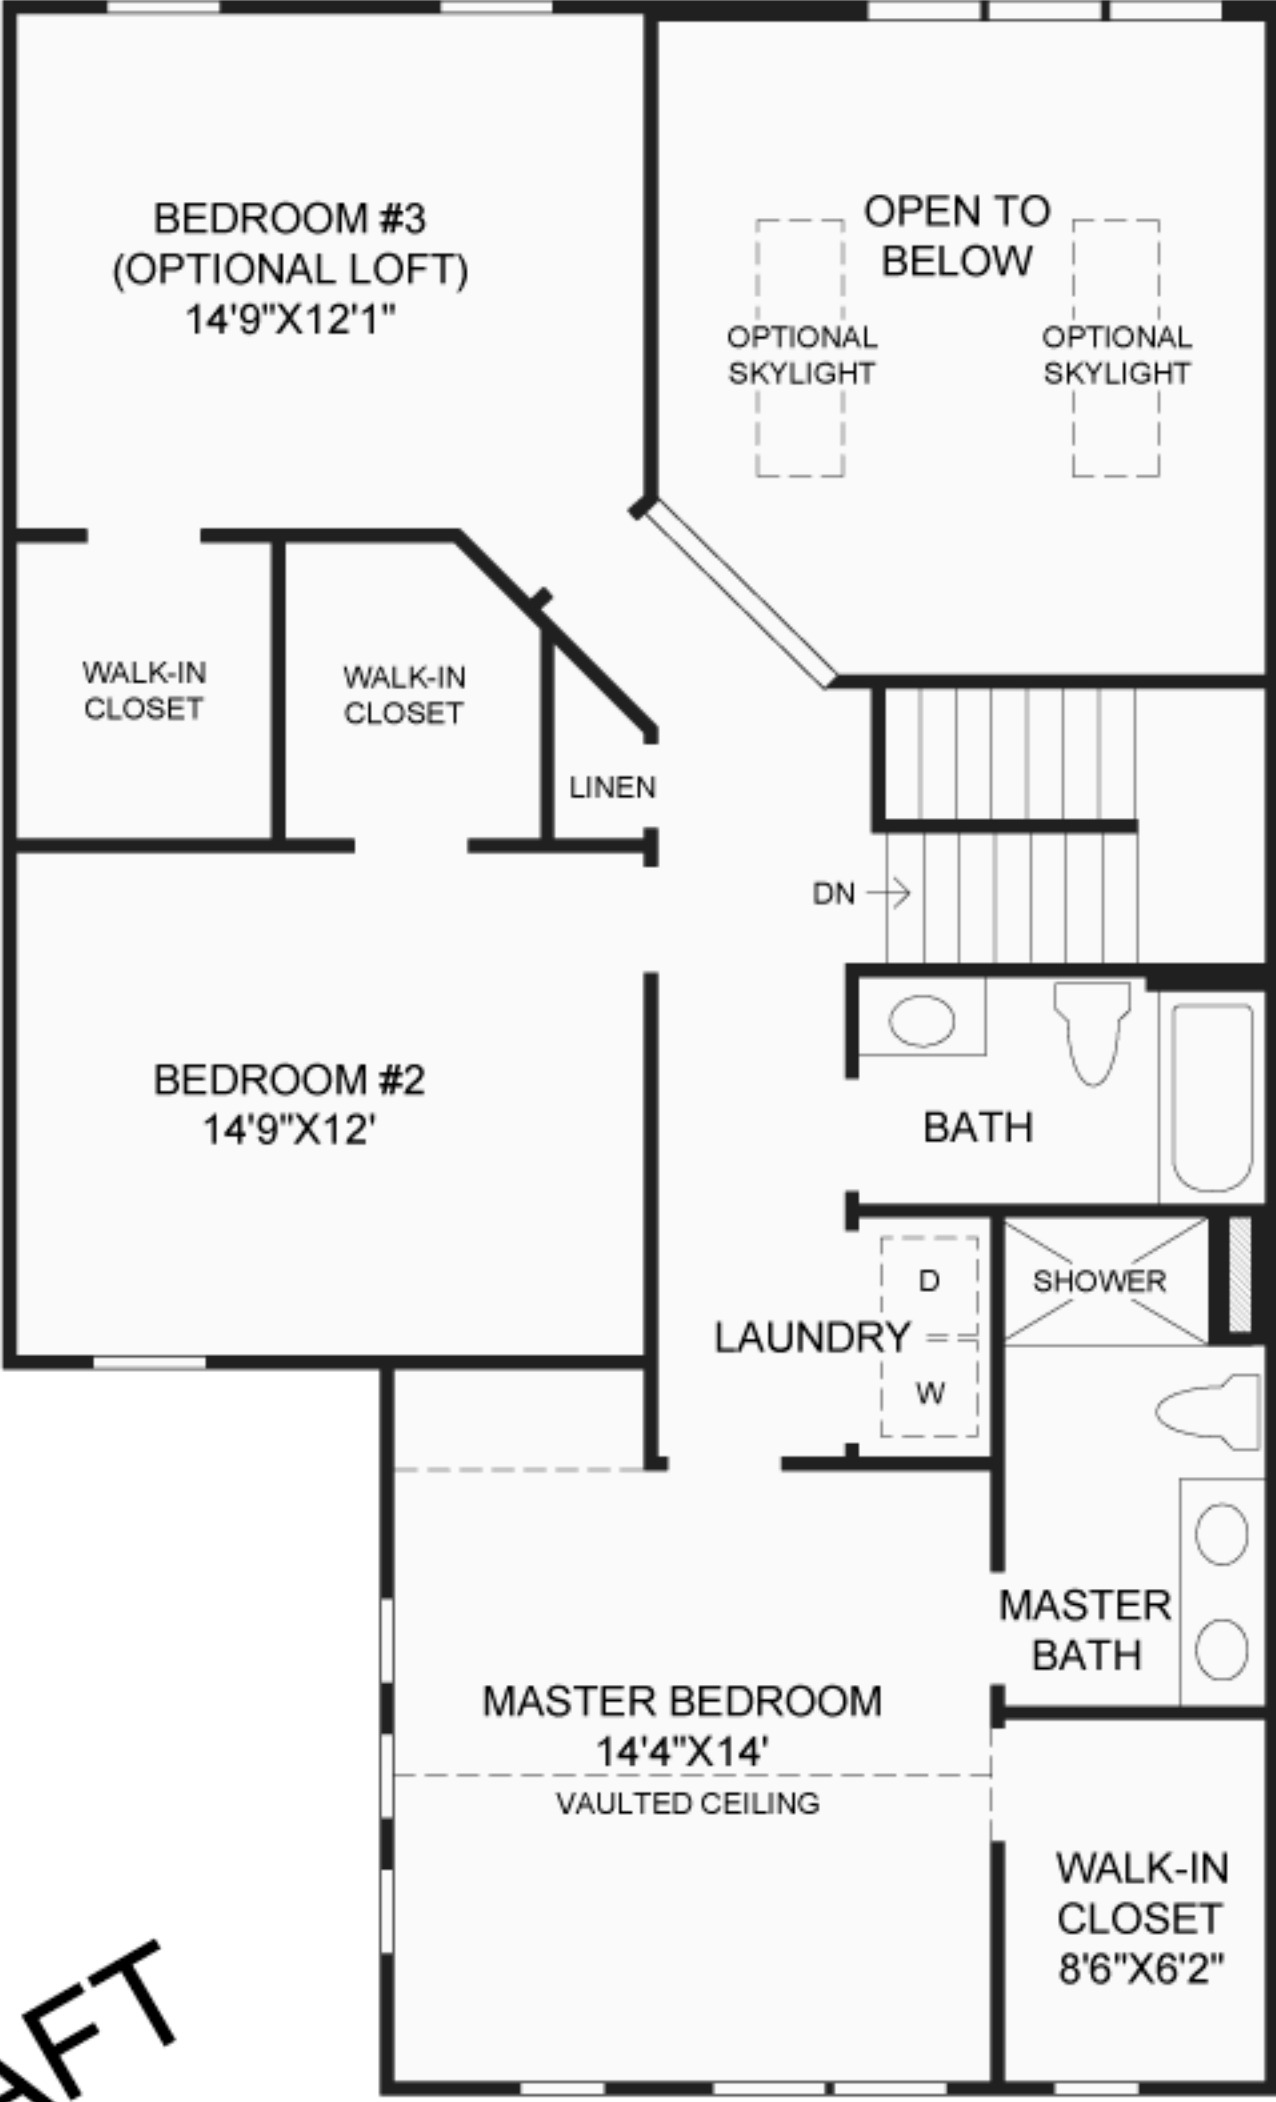 BEDROOM #3
(OPTIONAL LOFT)
14'9"X12'1"
OPEN TO
BELOW
OPTIONAL
SKYLIGHT
OPTIONAL
SKYLIGHT
WALK-IN
CLOSET
WALK-IN
CLOSET
LINEN
DN
BEDROOM #2
14'9"X12'
BATH
D
SHOWER
LAUNDRY
W
MASTER
BATH
MASTER BEDROOM
14'4"X14'
VAULTED CEILING
WALK-IN
CLOSET
8'6"X6'2"
AFT